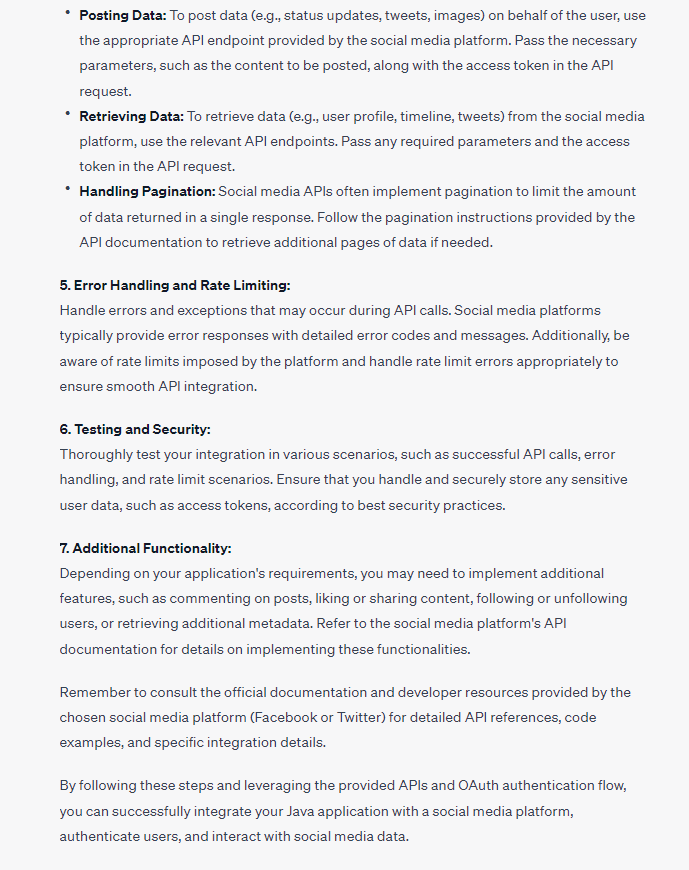 • Posting Data: To post data (e.g., status updates, tweets, images) on behalf of the user, use
the appropriate API endpoint provided by the social media platform. Pass the necessary
parameters, such as the content to be posted, along with the access token in the API
request.
• Retrieving Data: To retrieve data (e.g., user profile, timeline, tweets) from the social media
platform, use the relevant API endpoints. Pass any required parameters and the access
token in the API request.
• Handling Pagination: Social media APIs often implement pagination to limit the amount
of data returned in a single response. Follow the pagination instructions provided by the
API documentation to retrieve additional pages of data if needed.
5. Error Handling and Rate Limiting:
Handle errors and exceptions that may occur during API calls. Social media platforms
typically provide error responses with detailed error codes and messages. Additionally, be
aware of rate limits imposed by the platform and handle rate limit errors appropriately to
ensure smooth API integration.
6. Testing and Security:
Thoroughly test your integration in various scenarios, such as successful API calls, error
handling, and rate limit scenarios. Ensure that you handle and securely store any sensitive
user data, such as access tokens, according to best security practices.
7. Additional Functionality:
Depending on your application's requirements, you may need to implement additional
features, such as commenting on posts, liking or sharing content, following or unfollowing
users, or retrieving additional metadata. Refer to the social media platform's API
documentation for details on implementing these functionalities.
Remember to consult the official documentation and developer resources provided by the
chosen social media platform (Facebook or Twitter) for detailed API references, code
examples, and specific integration details.
By following these steps and leveraging the provided APIs and OAuth authentication flow,
you can successfully integrate your Java application with a social media platform,
authenticate users, and interact with social media data.